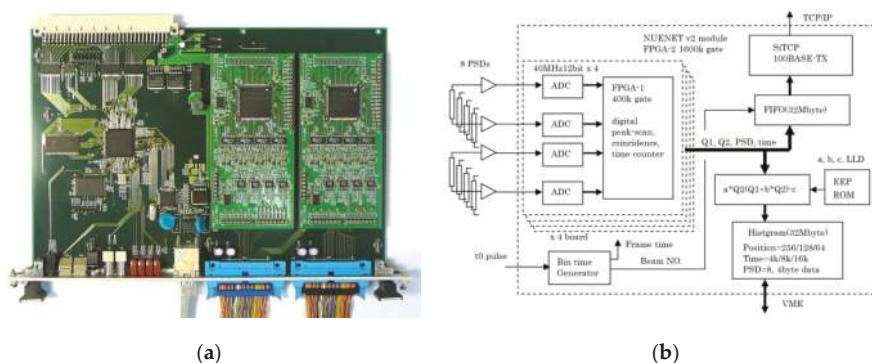 TCP/IP
NUENET v2 module
FPGA-2 1600k gate
SiTCP
100BASE-TX
8 PSDs
40MHz12bit x 4
ADC
FPGA-1
400k gate
FIFO(32Mbyte)
ADC
digital
peak-scan,
coincidence,
time counter
Q1, Q2, PSD, time
ADC
a, b, c, LLD
ADC
a*Q2(Q1+b*Q2)-c
EEP
ROM
x 4 board
Histgram(32Mbyte)
Frame time
Position=256/128/64
Time=4k/8k/16k
PSD=8, 4byte data
t0 pulse
Bin time
Generator
Beam NO.
VME
(a)
(b)